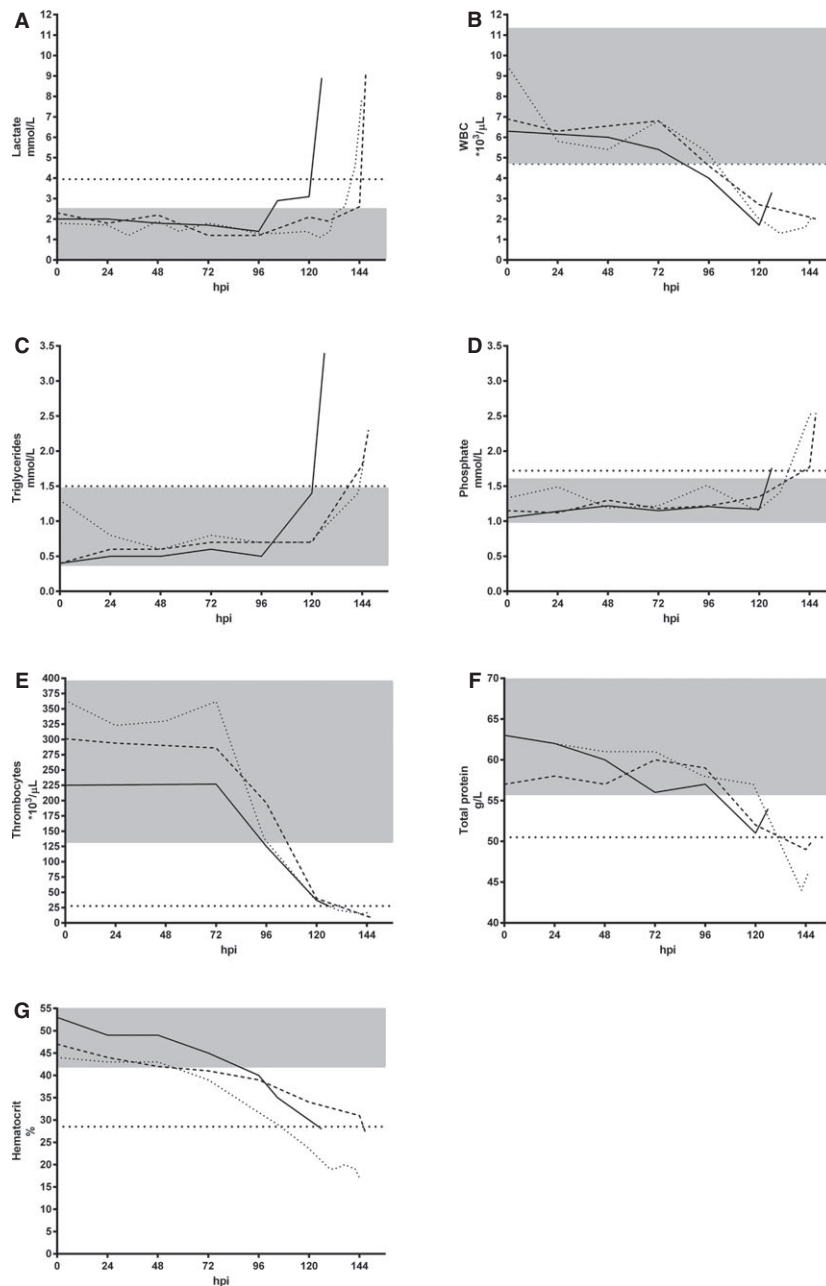 A
12
11
10
9
8
7
6
5
4
3
2
1
0
Lactate
mmol/L
0 24 48 72 96 120 144
hpi
B
12
11
10
9
8
7
6
5
4
3
2
1
0
WBC
*10³/µL
0 24 48 72 96 120 144
hpi
C
3.5
3.0
2.5
2.0
1.5
1.0
0.5
0.0
Triglycerides
mmol/L
0 24 48 72 96 120 144
hpi
D
3.5
3.0
2.5
2.0
1.5
1.0
0.5
0.0
Phosphate
mmol/L
0 24 48 72 96 120 144
hpi
E
400
375
350
325
300
275
250
225
200
175
150
125
100
75
50
25
0
Thrombocytes
*10³/µL
0 24 48 72 96 120 144
hpi
F
70
65
60
55
50
45
40
Total protein
g/L
0 24 48 72 96 120 144
hpi
G
55
50
45
40
35
30
25
20
15
10
5
0
Hematocrit
%
0 24 48 72 96 120 144
hpi